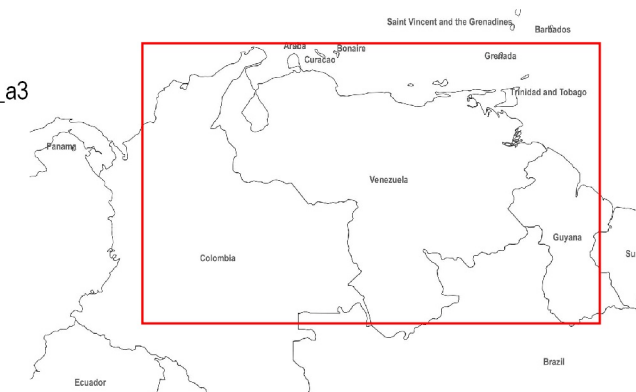 Saint Vincent and the Grenadines
Barbados
Aruba
Bonaire
Curacao
Grenada
_a3
Trinidad and Tobago
Panama
Venezuela
Guyana
Su
Colombia
Brazil
Ecuador